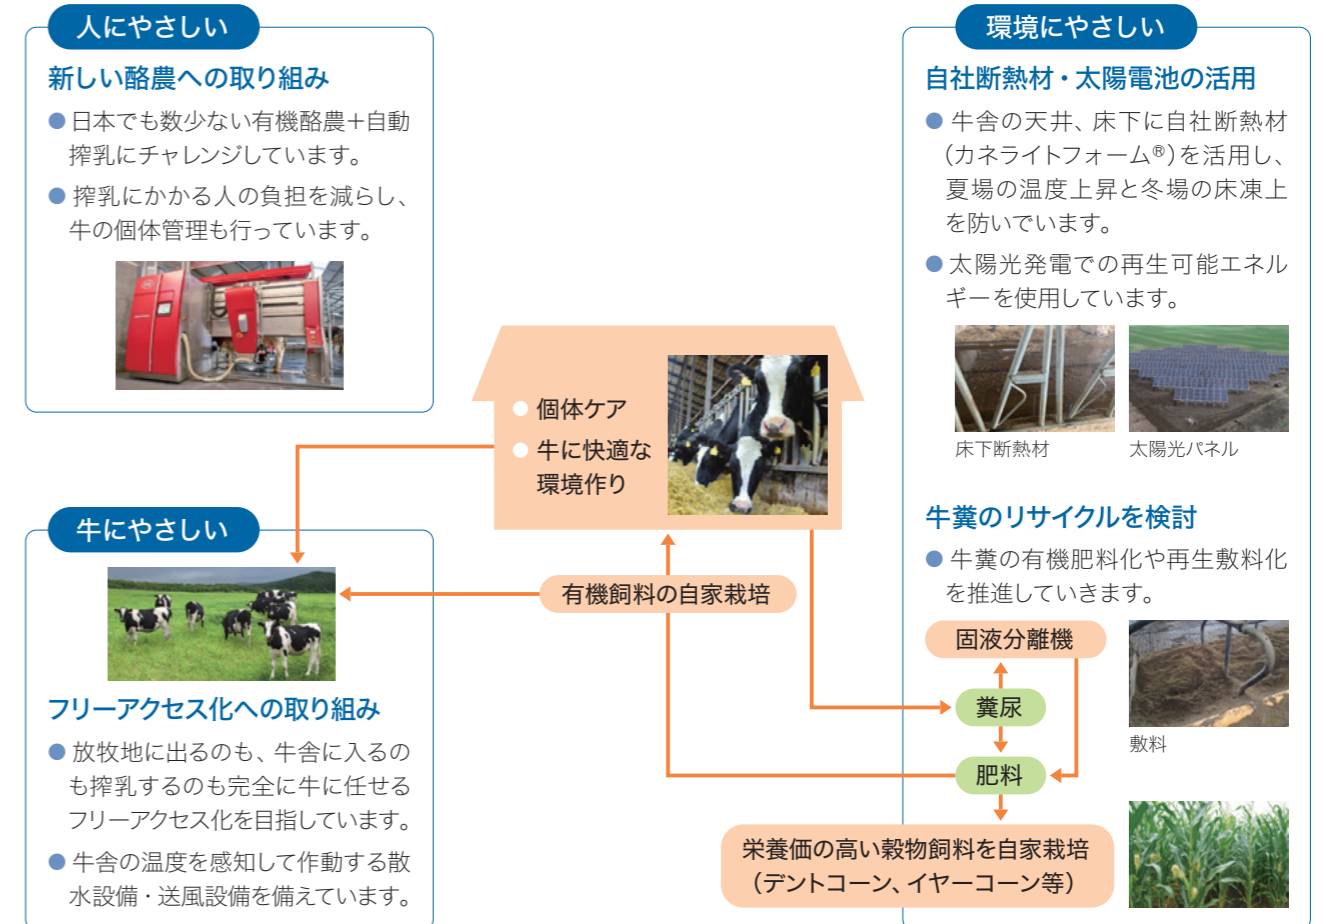 人にやさしい
新しい酪農への取り組み
● 日本でも数少ない有機酪農＋自動
搾乳にチャレンジしています。
● 搾乳にかかる人の負担を減らし、
牛の個体管理も行っています。
個体ケア
牛に快適な
環境作り
牛にやさしい
有機飼料の自家栽培
フリーアクセス化への取り組み
● 放牧地に出るのも、牛舎に入るの
も搾乳するのも完全に牛に任せる
フリーアクセス化を目指しています。
● 牛舎の温度を感知して作動する散
水設備・送風設備を備えています。
環境にやさしい
自社断熱材・太陽電池の活用
● 牛舎の天井、床下に自社断熱材
（カネライトフォーム®）を活用し、
夏場の温度上昇と冬場の床凍上
を防いでいます。
● 太陽光発電での再生可能エネル
ギーを使用しています。
床下断熱材
太陽光パネル
牛糞のリサイクルを検討
● 牛糞の有機肥料化や再生敷料化
を推進していきます。
固液分離機
糞尿
敷料
肥料
栄養価の高い穀物飼料を自家栽培
（デントコーン、イヤーコーン等）